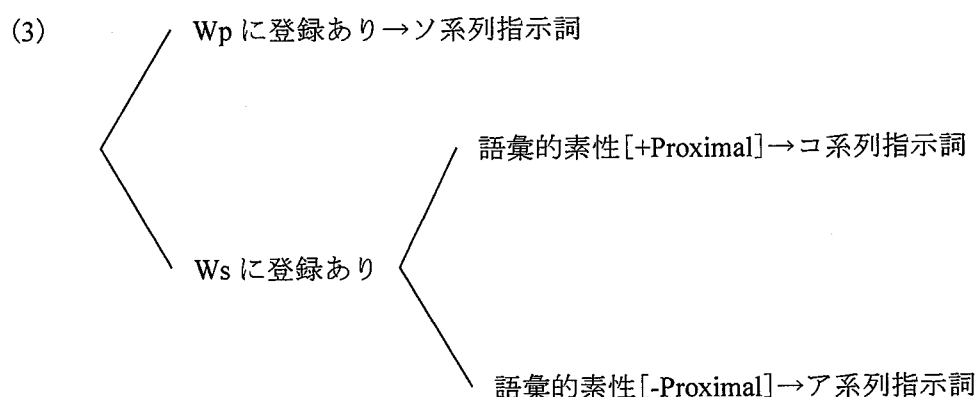 (3) Wp に登録あり→ソ系列指示詞
語彙的素性[+Proximal]→コ系列指示詞
Ws に登録あり
語彙的素性[-Proximal]→ア系列指示詞